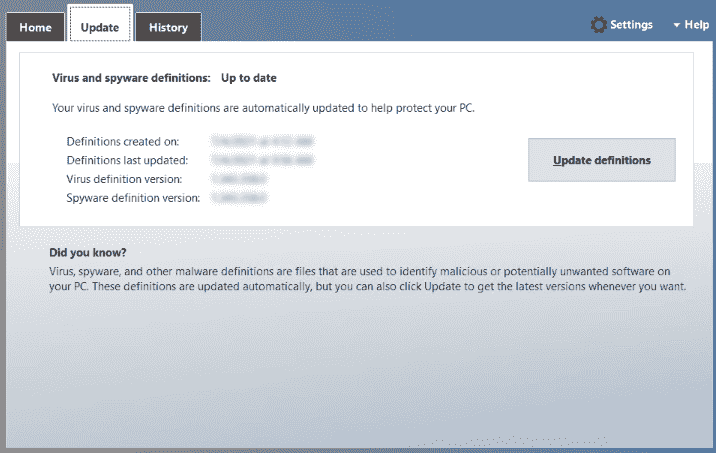 Home Update History Settings Help
Virus and spyware definitions: Up to date
Your virus and spyware definitions are automatically updated to help protect your PC.
Definitions created on:
Definitions last updated:
Virus definition version:
Spyware definition version:
Update definitions
Did you know?
Virus, spyware, and other malware definitions are files that are used to identify malicious or potentially unwanted software on
your PC. These definitions are updated automatically, but you can also click Update to get the latest versions whenever you want.